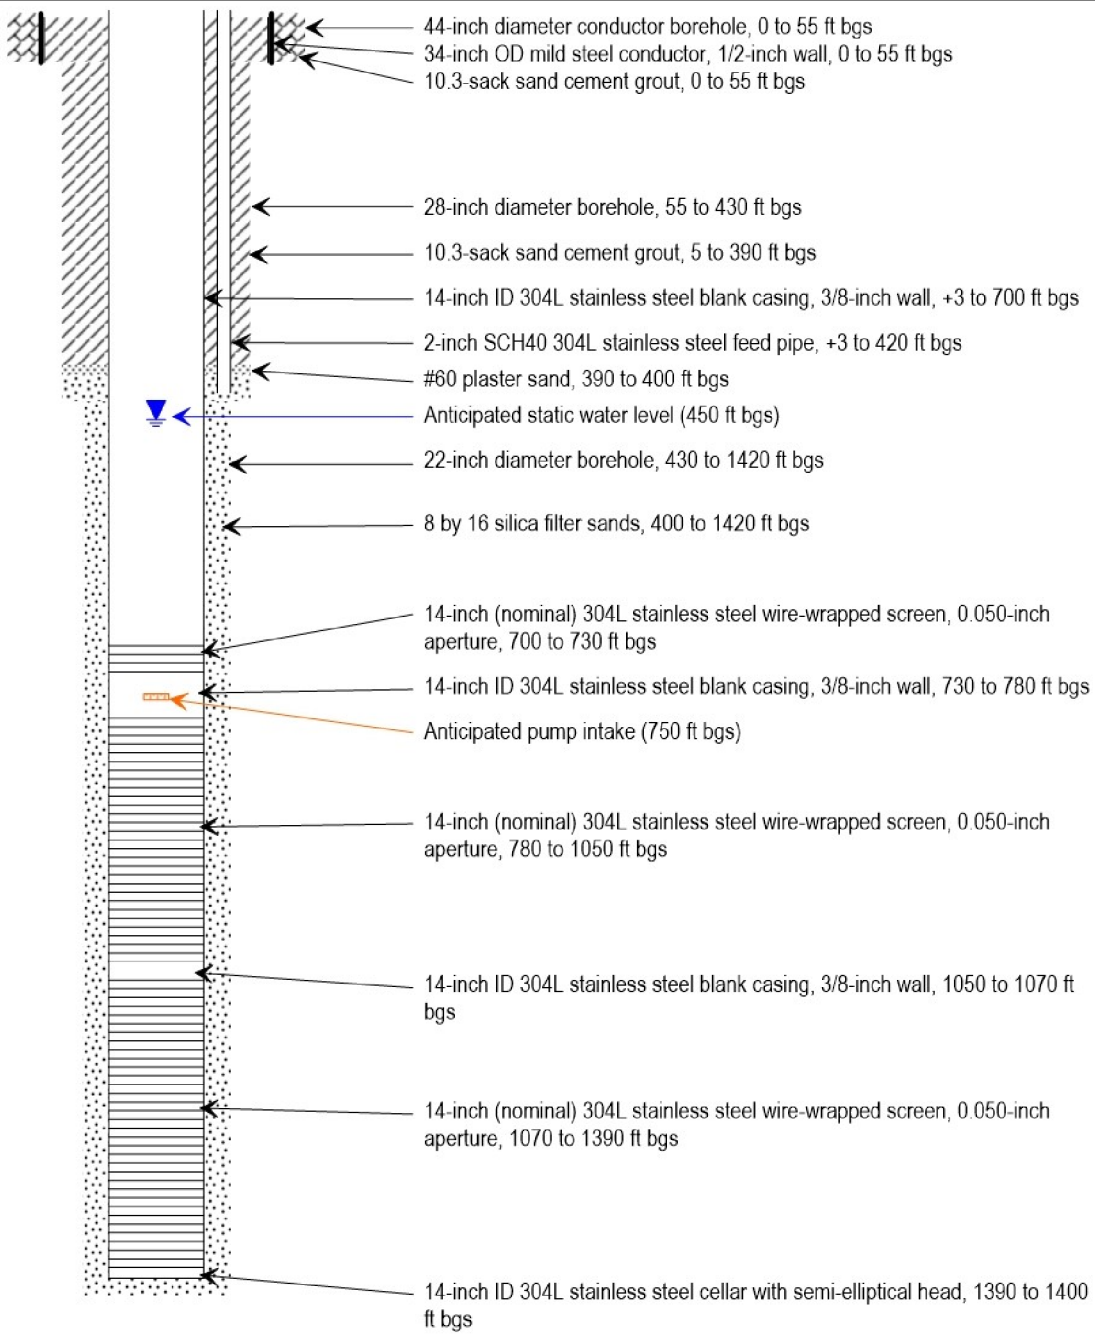 44-inch diameter conductor borehole, 0 to 55 ft bgs
34-inch OD mild steel conductor, 1/2-inch wall, 0 to 55 ft bgs
10.3-sack sand cement grout, 0 to 55 ft bgs
28-inch diameter borehole, 55 to 430 ft bgs
10.3-sack sand cement grout, 5 to 390 ft bgs
14-inch ID 304L stainless steel blank casing, 3/8-inch wall, +3 to 700 ft bgs
2-inch SCH40 304L stainless steel feed pipe, +3 to 420 ft bgs
#60 plaster sand, 390 to 400 ft bgs
Anticipated static water level (450 ft bgs)
22-inch diameter borehole, 430 to 1420 ft bgs
8 by 16 silica filter sands, 400 to 1420 ft bgs
14-inch (nominal) 304L stainless steel wire-wrapped screen, 0.050-inch
aperture, 700 to 730 ft bgs
14-inch ID 304L stainless steel blank casing, 3/8-inch wall, 730 to 780 ft bgs
Anticipated pump intake (750 ft bgs)
14-inch (nominal) 304L stainless steel wire-wrapped screen, 0.050-inch
aperture, 780 to 1050 ft bgs
14-inch ID 304L stainless steel blank casing, 3/8-inch wall, 1050 to 1070 ft
bgs
14-inch (nominal) 304L stainless steel wire-wrapped screen, 0.050-inch
aperture, 1070 to 1390 ft bgs
14-inch ID 304L stainless steel cellar with semi-elliptical head, 1390 to 1400
ft bgs